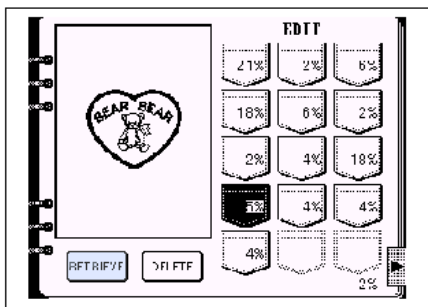 EDIT
21% 2% 6%
BEAR BEAR
18% 6% 2%
2% 4% 18%
4% 4%
4%
RETRIEVE DELETE
2%